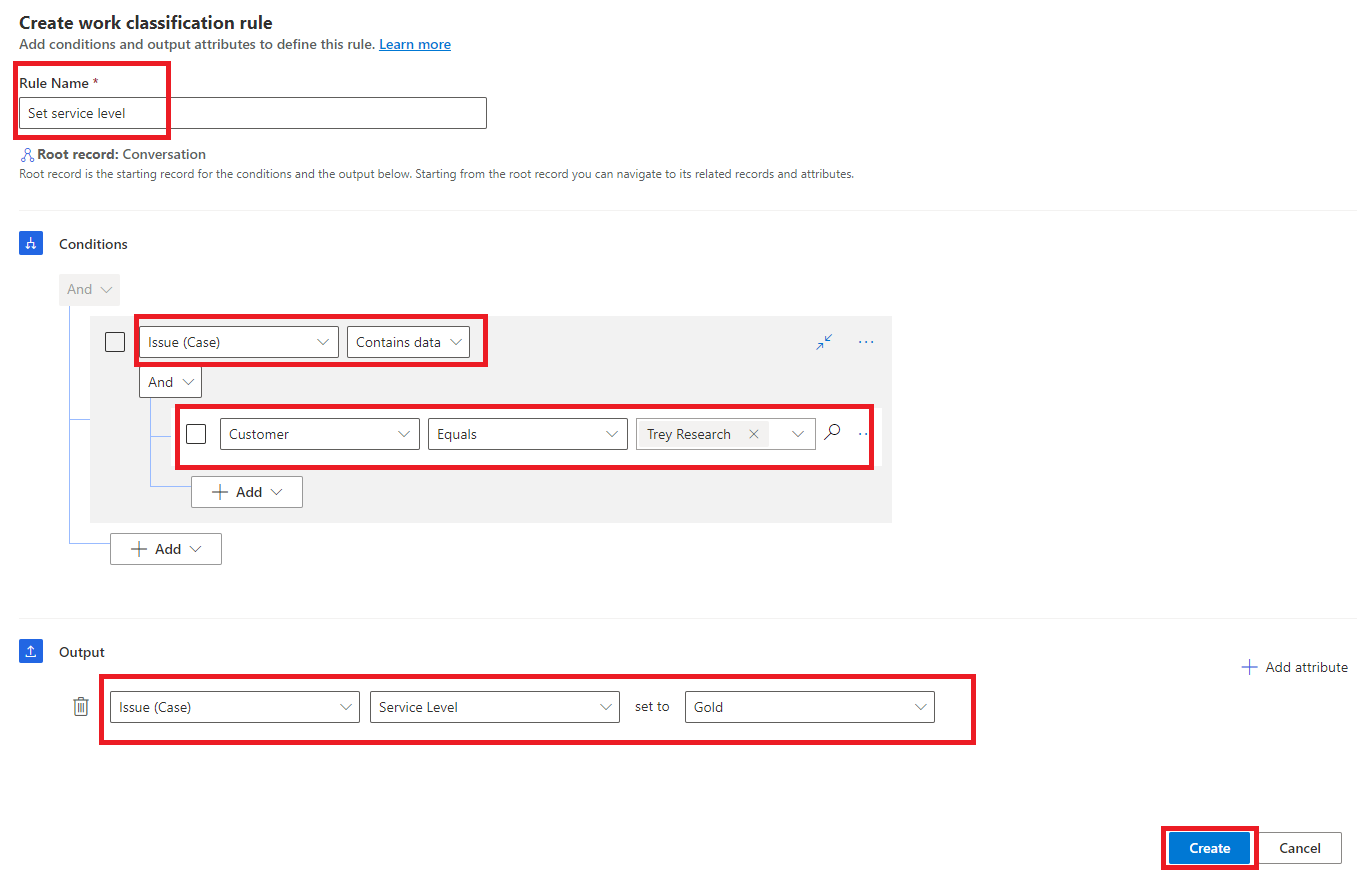 Create work classification rule
Add conditions and output attributes to define this rule. Learn more
Rule Name *
Set service level
Root record: Conversation
Root record is the starting record for the conditions and the output below. Starting from the root record you can navigate to its related records and attributes.
Conditions
And
Issue (Case) Contains data
And
Customer Equals Trey Research
Add
Add
Output
Add attribute
Issue (Case) Service Level set to Gold
Create Cancel